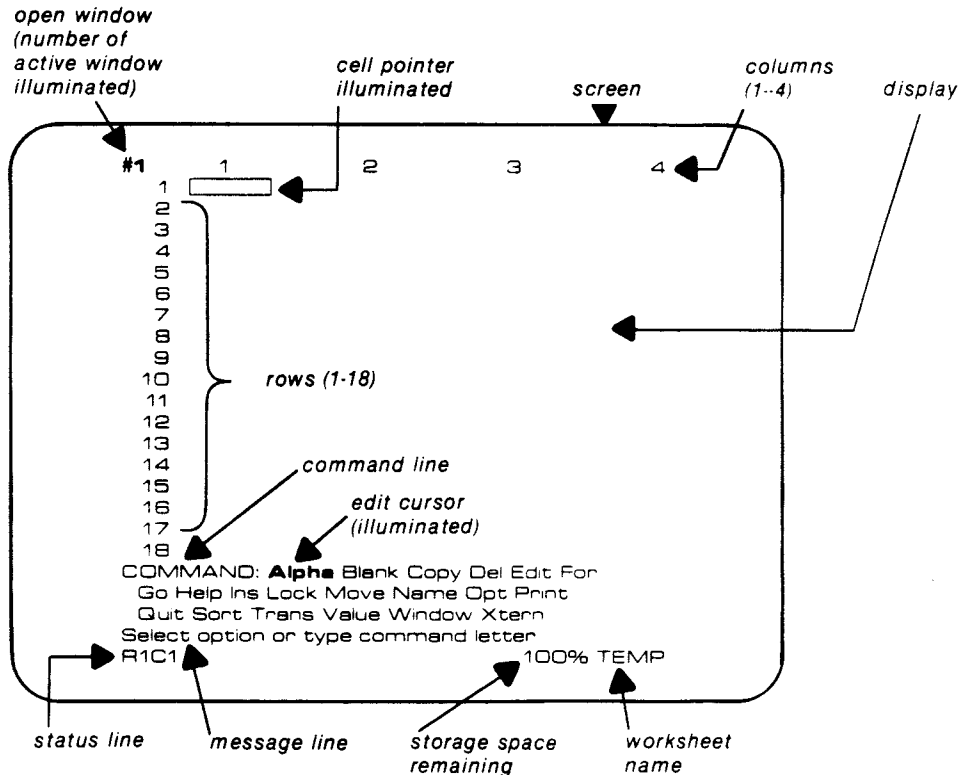 open window
(number of
active window
illuminated)
cell pointer
illuminated
screen
columns
(1--4)
display
#1 1 2 3 4
1
2
3
4
5
6
7
8
9
10
rows (1-18)
11
12
13
14
15
16
17
18
command line
edit cursor
(illuminated)
COMMAND: Alpha Blank Copy Del Edit For
Go Help Ins Lock Move Name Opt Print
Quit Sort Trans Value Window Xtern
Select option or type command letter
R1C1 100% TEMP
status line
message line
storage space
remaining
worksheet
name